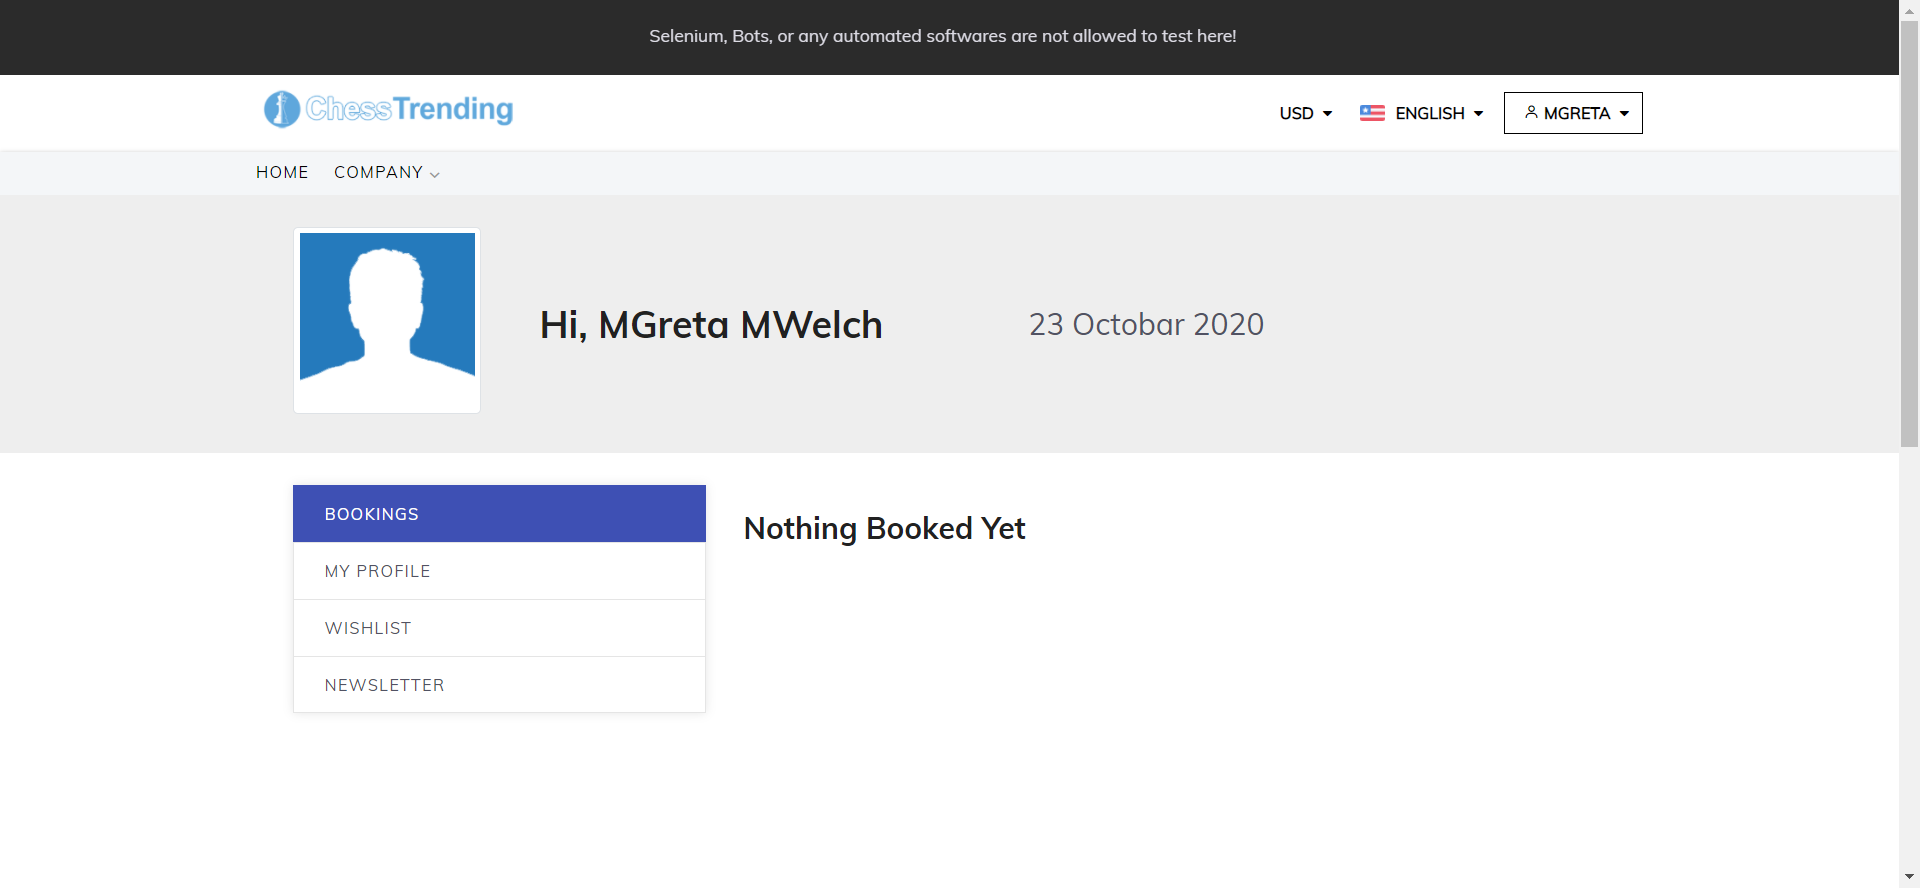 Selenium, Bots, or any automated softwares are not allowed to test here!
ChessTrending
USD
ENGLISH
MGRETA
HOME
COMPANY
Hi, MGreta MWelch
23 Octobar 2020
BOOKINGS
MY PROFILE
WISHLIST
NEWSLETTER
Nothing Booked Yet